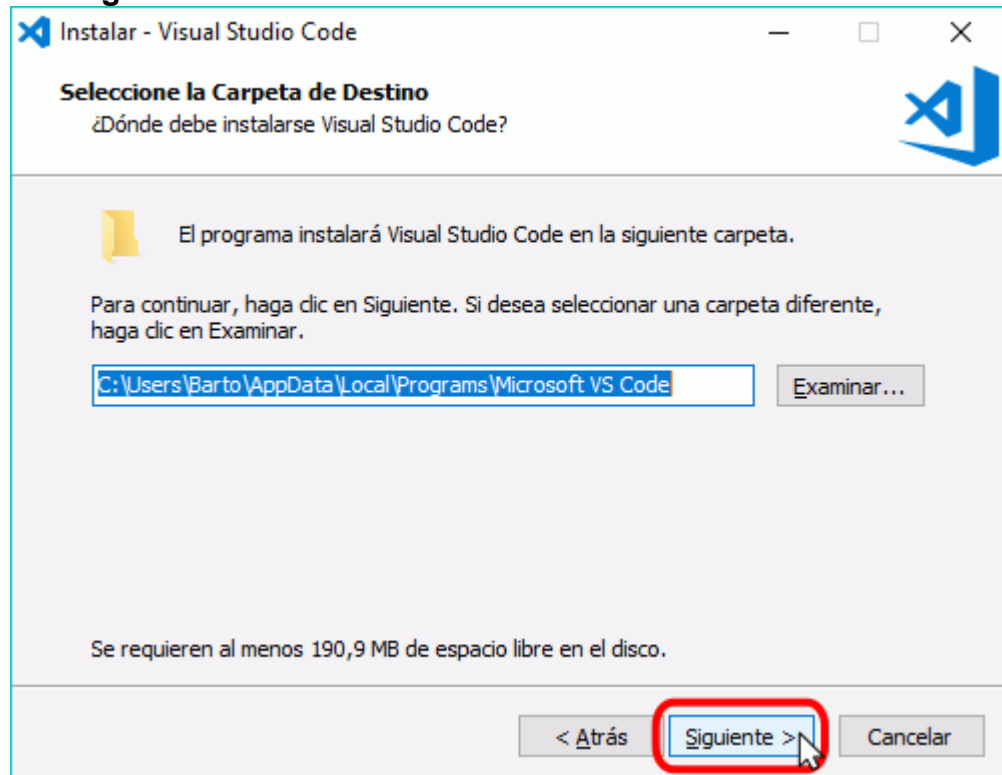 Instalar - Visual Studio Code
Seleccione la Carpeta de Destino
¿Dónde debe instalarse Visual Studio Code?
El programa instalará Visual Studio Code en la siguiente carpeta.
Para continuar, haga clic en Siguiente. Si desea seleccionar una carpeta diferente,
haga clic en Examinar.
C:\Users\Barto\AppData\Local\Programs\Microsoft VS Code
Examinar...
Se requieren al menos 190,9 MB de espacio libre en el disco.
< Atrás Siguiente > Cancelar